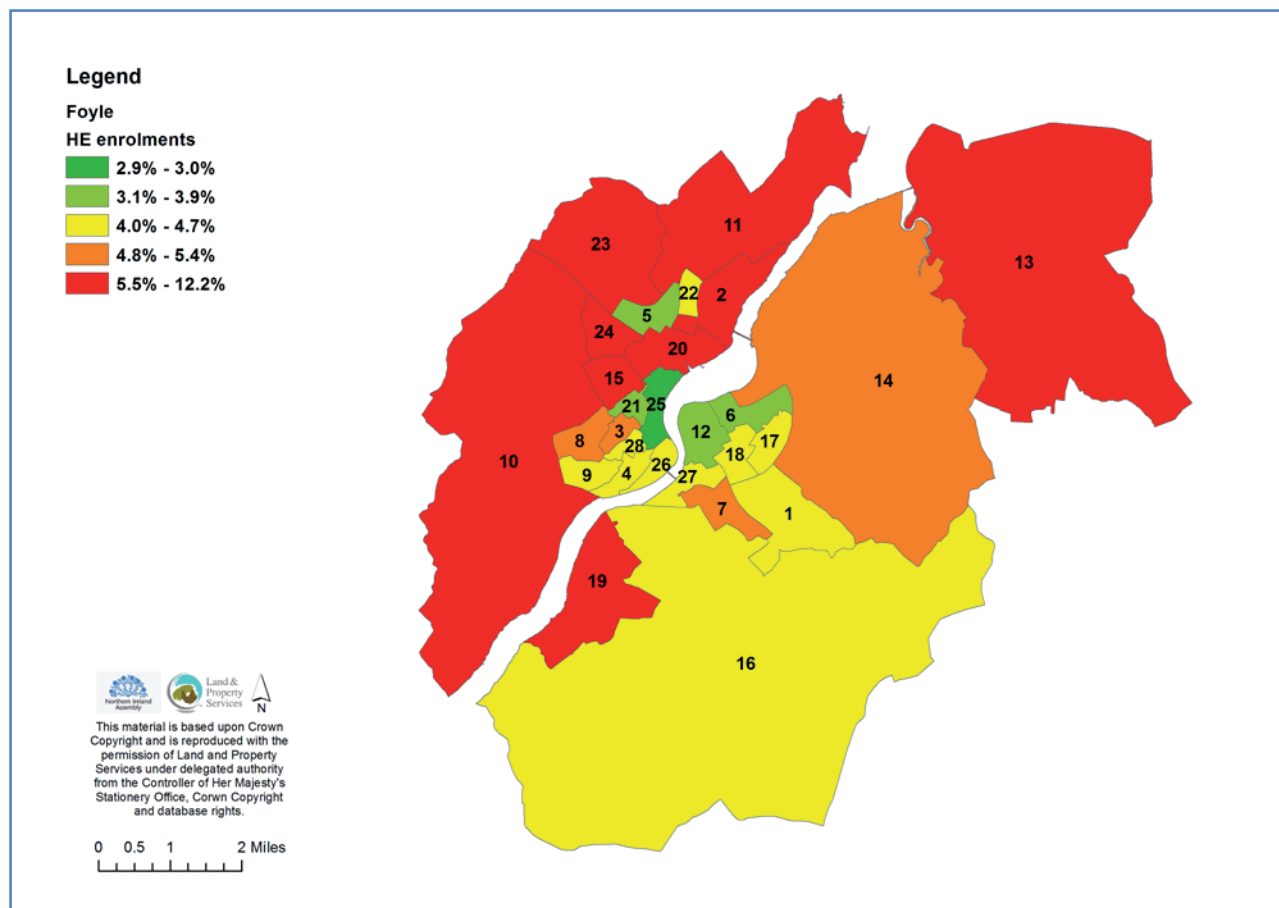 Legend
Foyle
HE enrolments
2.9% - 3.0%
3.1% - 3.9%
4.0% - 4.7%
4.8% - 5.4%
5.5% - 12.2%
11
23
13
22
2
5
24
20
14
15
21
25
6
3
12
8
28
17
18
10
26
9
4
27
7
1
19
16
Northern Ireland
Assembly
Land &
Property
Services
N
This material is based upon Crown
Copyright and is reproduced with the
permission of Land and Property
Services under delegated authority
from the Controller of Her Majesty's
Stationery Office, Corwn Copyright
and database rights.
0 0.5 1 2 Miles